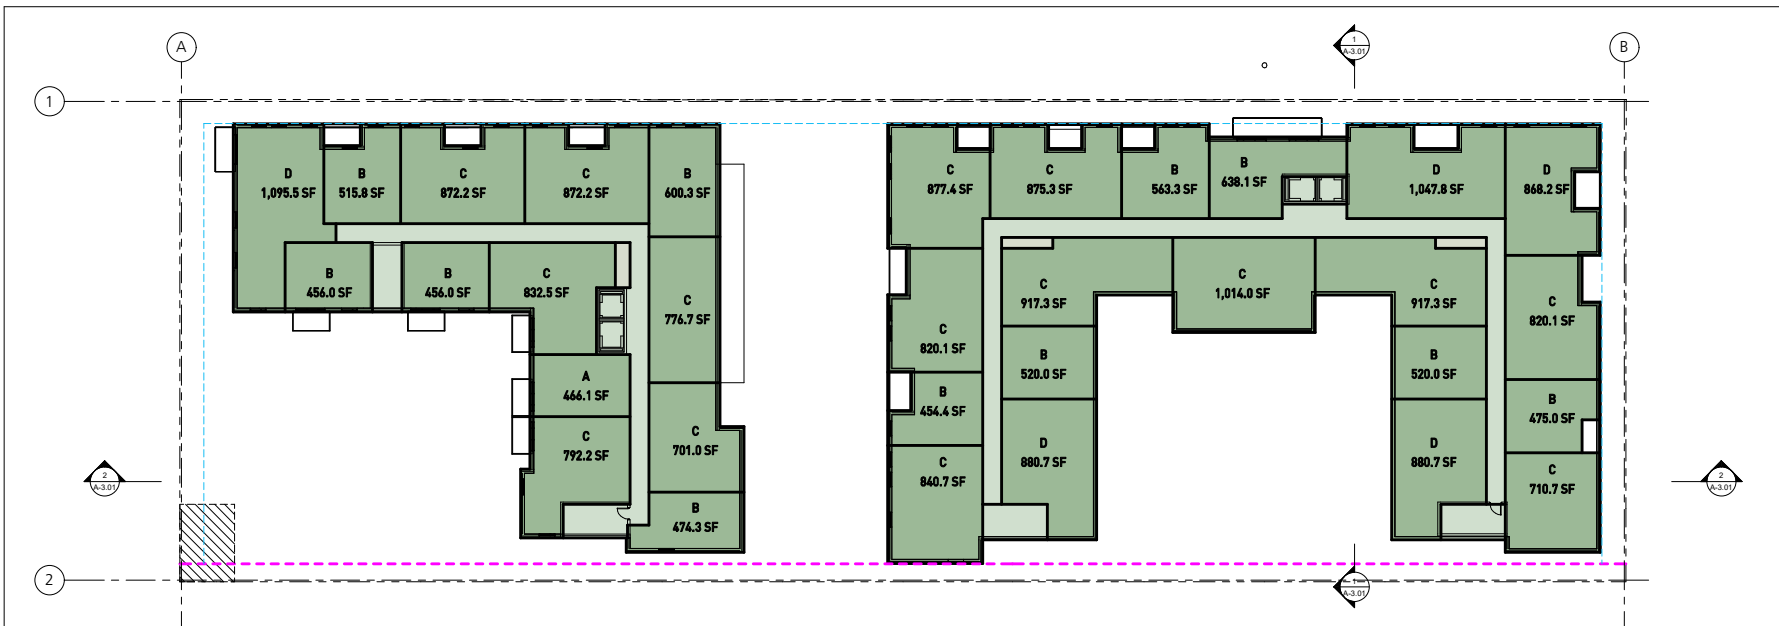 A
1
A-3.01
B
1
D
1,095.5 SF
B
515.8 SF
C
872.2 SF
C
872.2 SF
B
600.3 SF
B
456.0 SF
B
456.0 SF
C
832.5 SF
C
776.7 SF
A
466.1 SF
C
792.2 SF
C
701.0 SF
B
474.3 SF
C
877.4 SF
C
875.3 SF
B
563.3 SF
B
638.1 SF
D
1,047.8 SF
D
868.2 SF
C
917.3 SF
C
1,014.0 SF
C
917.3 SF
C
820.1 SF
C
820.1 SF
B
520.0 SF
B
520.0 SF
B
454.4 SF
B
475.0 SF
C
840.7 SF
D
880.7 SF
D
880.7 SF
C
710.7 SF
2
A-3.01
2
A-3.01
2
1
A-3.01